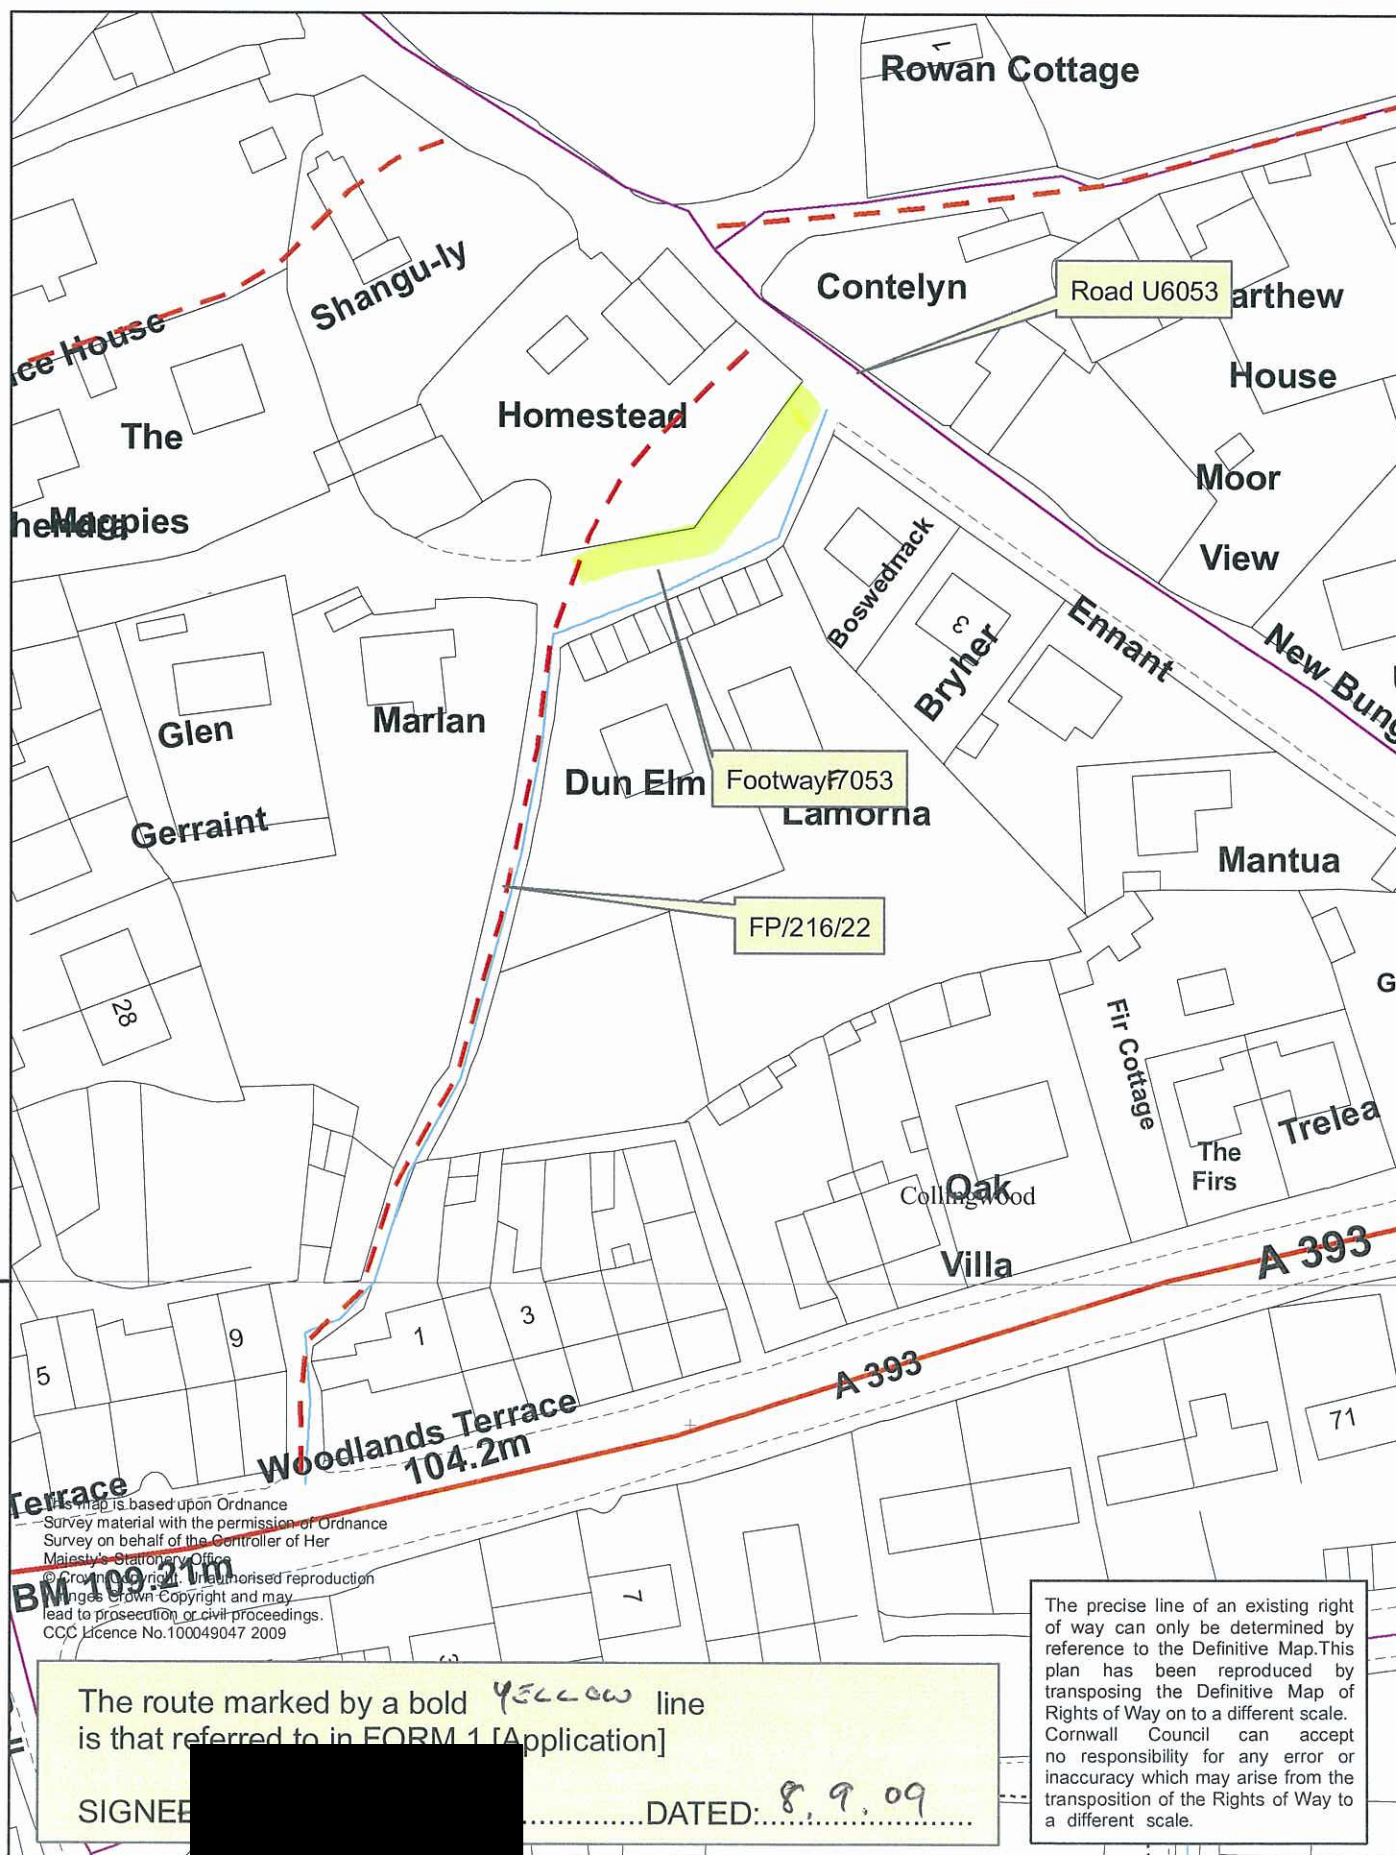 Rowan Cottage
1
Shangu-ly
Contelyn
Road U6053
arthew
House
ice House
The
Magpies
Homestead
Moor
View
Boswednack
3
Bryher
Ennant
New Bung
Glen
Gerraint
Marlan
Dun Elm
Footway F7053
Lamorna
Mantua
FP/216/22
28
G
Fir Cottage
The
Firs
Trelea
Oak
Collingwood
Villa
A 393
A 393
5
9
1
3
71
Woodlands Terrace
104.2m
Terrace
This map is based upon Ordnance
Survey material with the permission of Ordnance
Survey on behalf of the Controller of Her
Majesty's Stationery Office
© Crown Copyright. Unauthorised reproduction
infringes Crown Copyright and may
lead to prosecution or civil proceedings.
CCC Licence No.100049047 2009
BM 109.21m
7
3
The route marked by a bold YELLOW line
is that referred to in FORM 1 [Application]
SIGNED
DATED: 8.9.09
The precise line of an existing right
of way can only be determined by
reference to the Definitive Map.This
plan has been reproduced by
transposing the Definitive Map of
Rights of Way on to a different scale.
Cornwall Council can accept
no responsibility for any error or
inaccuracy which may arise from the
transposition of the Rights of Way to
a different scale.